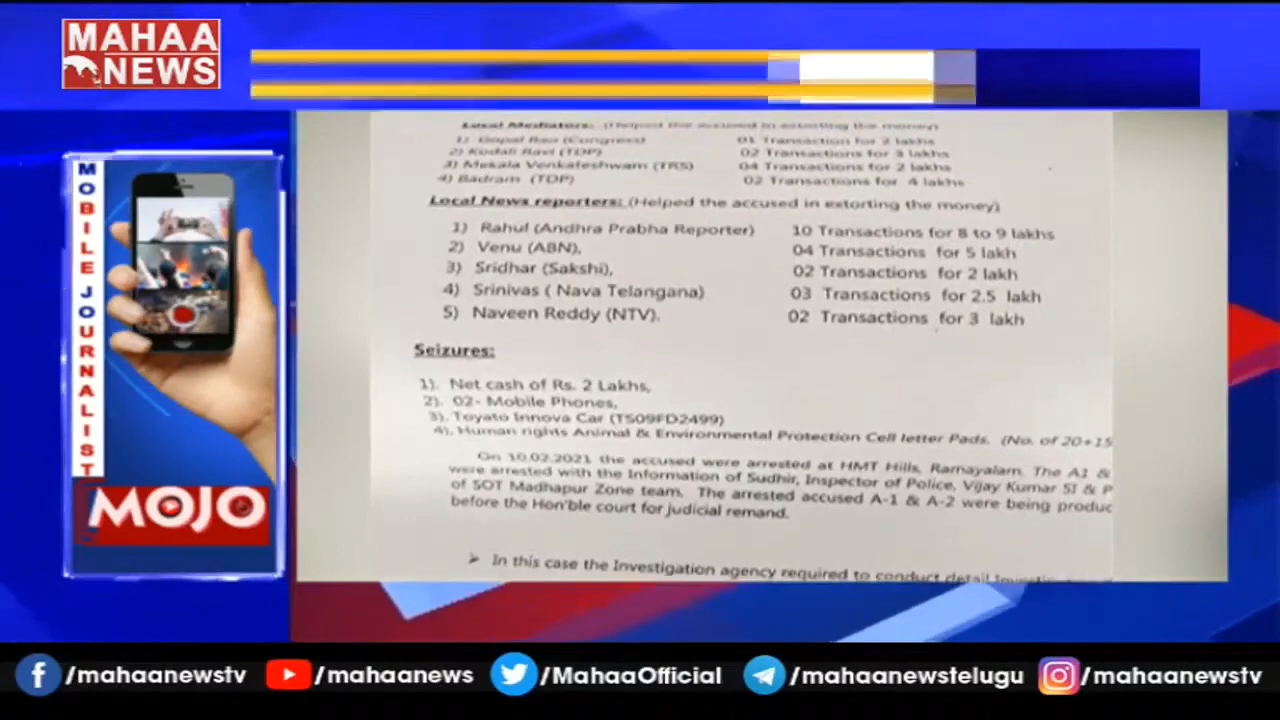 MAHAA
NEWS
MOBILE JOURNALIST
MOJO
Local Mediators: (Helped the accused in extorting the money)
1) Gopal Rao (Congress) 01 Transaction for 2 lakhs
2) Kodali Ravi (TDP) 02 Transactions for 3 lakhs
3) Mekala Venkateshwam (TRS) 04 Transactions for 2 lakhs
4) Badram (TDP) 02 Transactions for 4 lakhs
Local News reporters: (Helped the accused in extorting the money)
1) Rahul (Andhra Prabha Reporter) 10 Transactions for 8 to 9 lakhs
2) Venu (ABN), 04 Transactions for 5 lakh
3) Sridhar (Sakshi), 02 Transactions for 2 lakh
4) Srinivas ( Nava Telangana) 03 Transactions for 2.5 lakh
5) Naveen Reddy (NTV). 02 Transactions for 3 lakh
Seizures:
1). Net cash of Rs. 2 Lakhs,
2). 02- Mobile Phones,
3). Toyato Innova Car (TS09FD2499)
4). Human rights Animal & Environmental Protection Cell letter Pads. (No. of 20+15
On 10.02.2021 the accused were arrested at HMT Hills, Ramayalam. The A1 &
were arrested with the Information of Sudhir, Inspector of Police, Vijay Kumar SI & P
of SOT Madhapur Zone team. The arrested accused A-1 & A-2 were being produc
before the Hon'ble court for judicial remand.
➢ In this case the Investigation agency required to conduct detail
/mahaanewstv /mahaanews /MahaaOfficial /mahaanewstelugu /mahaanewstv